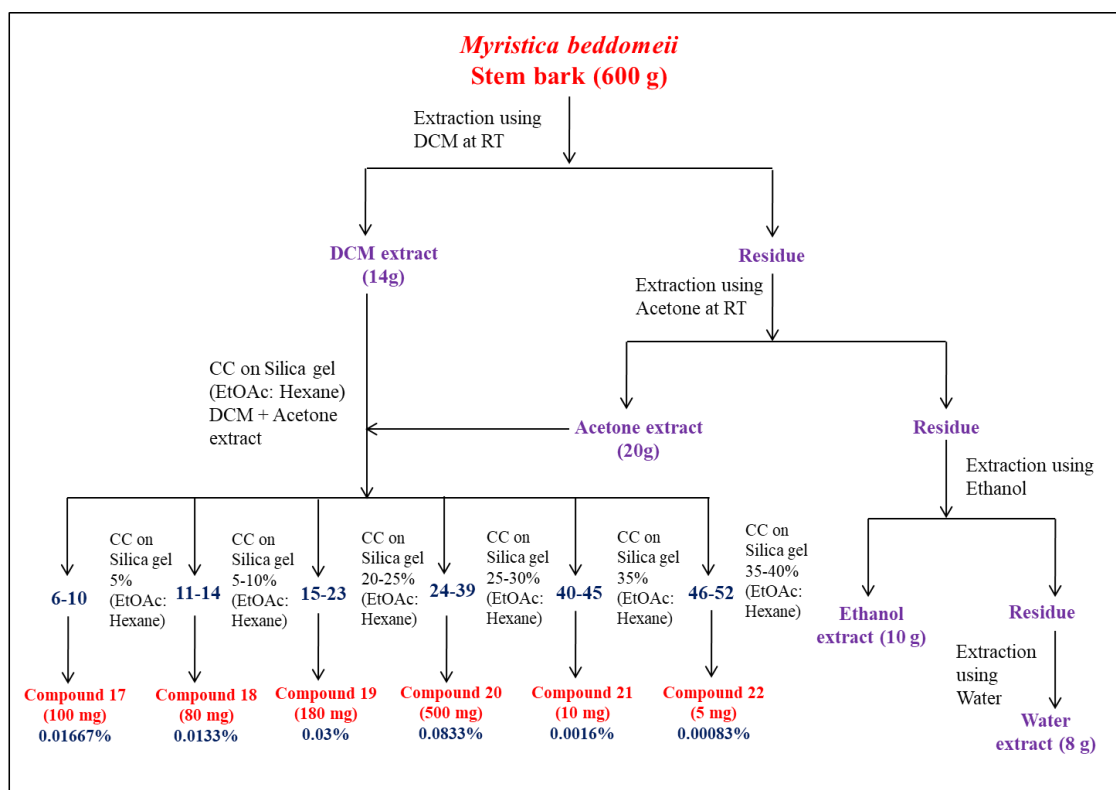 Myristica beddomeii
Stem bark (600 g)
Extraction using
DCM at RT
DCM extract
(14g)
Residue
Extraction using
Acetone at RT
CC on Silica gel
(EtOAc: Hexane)
DCM + Acetone
extract
Acetone extract
(20g)
Residue
Extraction using
Ethanol
6-10
CC on
Silica gel
5%
(EtOAc:
Hexane)
11-14
CC on
Silica gel
5-10%
(EtOAc:
Hexane)
15-23
CC on
Silica gel
20-25%
(EtOAc:
Hexane)
24-39
CC on
Silica gel
25-30%
(EtOAc:
Hexane)
40-45
CC on
Silica gel
35%
(EtOAc:
Hexane)
46-52
CC on
Silica gel
35-40%
(EtOAc:
Hexane)
Ethanol
extract (10 g)
Residue
Extraction
using
Water
Water
extract (8 g)
Compound 17
(100 mg)
0.01667%
Compound 18
(80 mg)
0.0133%
Compound 19
(180 mg)
0.03%
Compound 20
(500 mg)
0.0833%
Compound 21
(10 mg)
0.0016%
Compound 22
(5 mg)
0.00083%